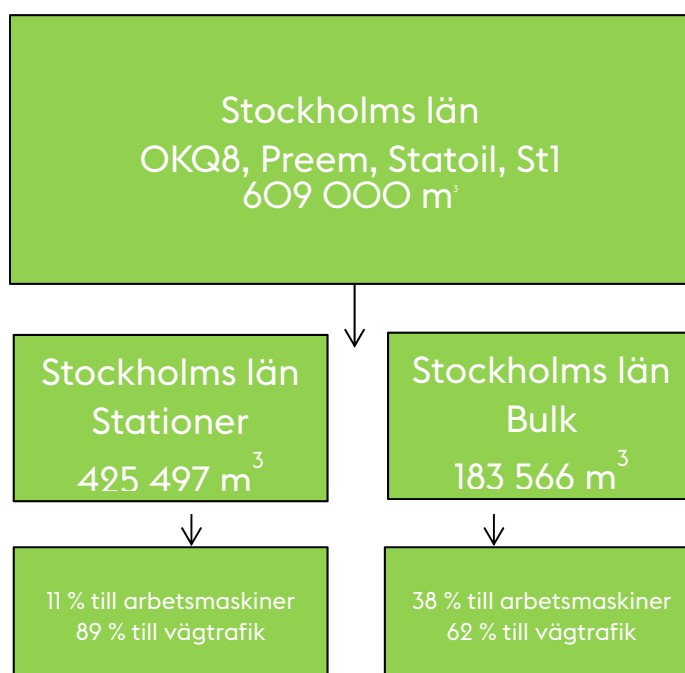 Stockholms län
OKQ8, Preem, Statoil, St1
609 000 m³
Stockholms län
Stationer
425 497 m³
Stockholms län
Bulk
183 566 m³
11 % till arbetsmaskiner
89 % till vägtrafik
38 % till arbetsmaskiner
62 % till vägtrafik